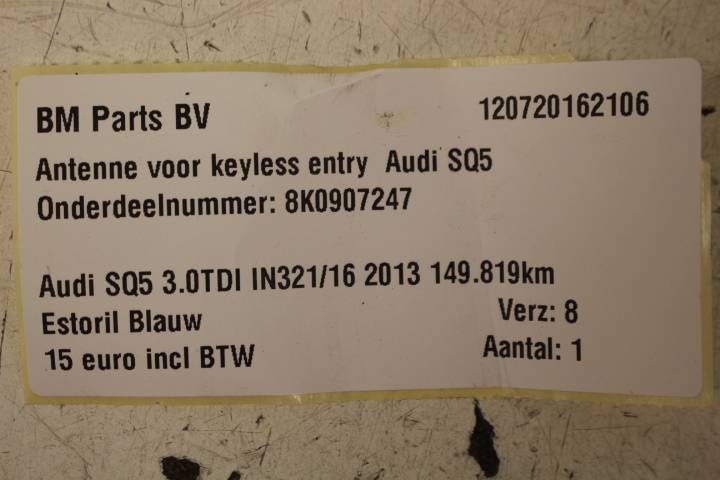 BM Parts BV 120720162106
Antenne voor keyless entry Audi SQ5
Onderdeelnummer: 8K0907247
Audi SQ5 3.0TDI IN321/16 2013 149.819km
Estoril Blauw Verz: 8
15 euro incl BTW Aantal: 1